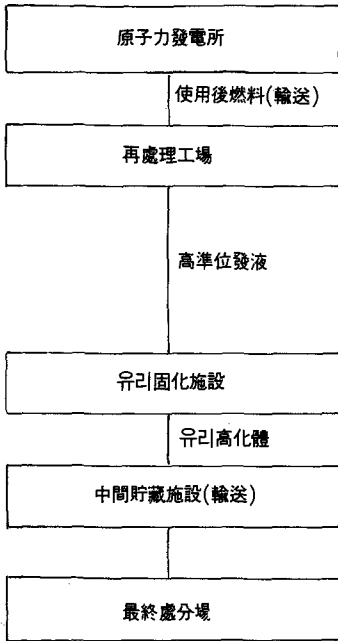 原子力發電所
使用後燃料(輸送)
再處理工場
高準位發液
유리固化施設
유리高化體
中間貯藏施設(輸送)
最終處分場